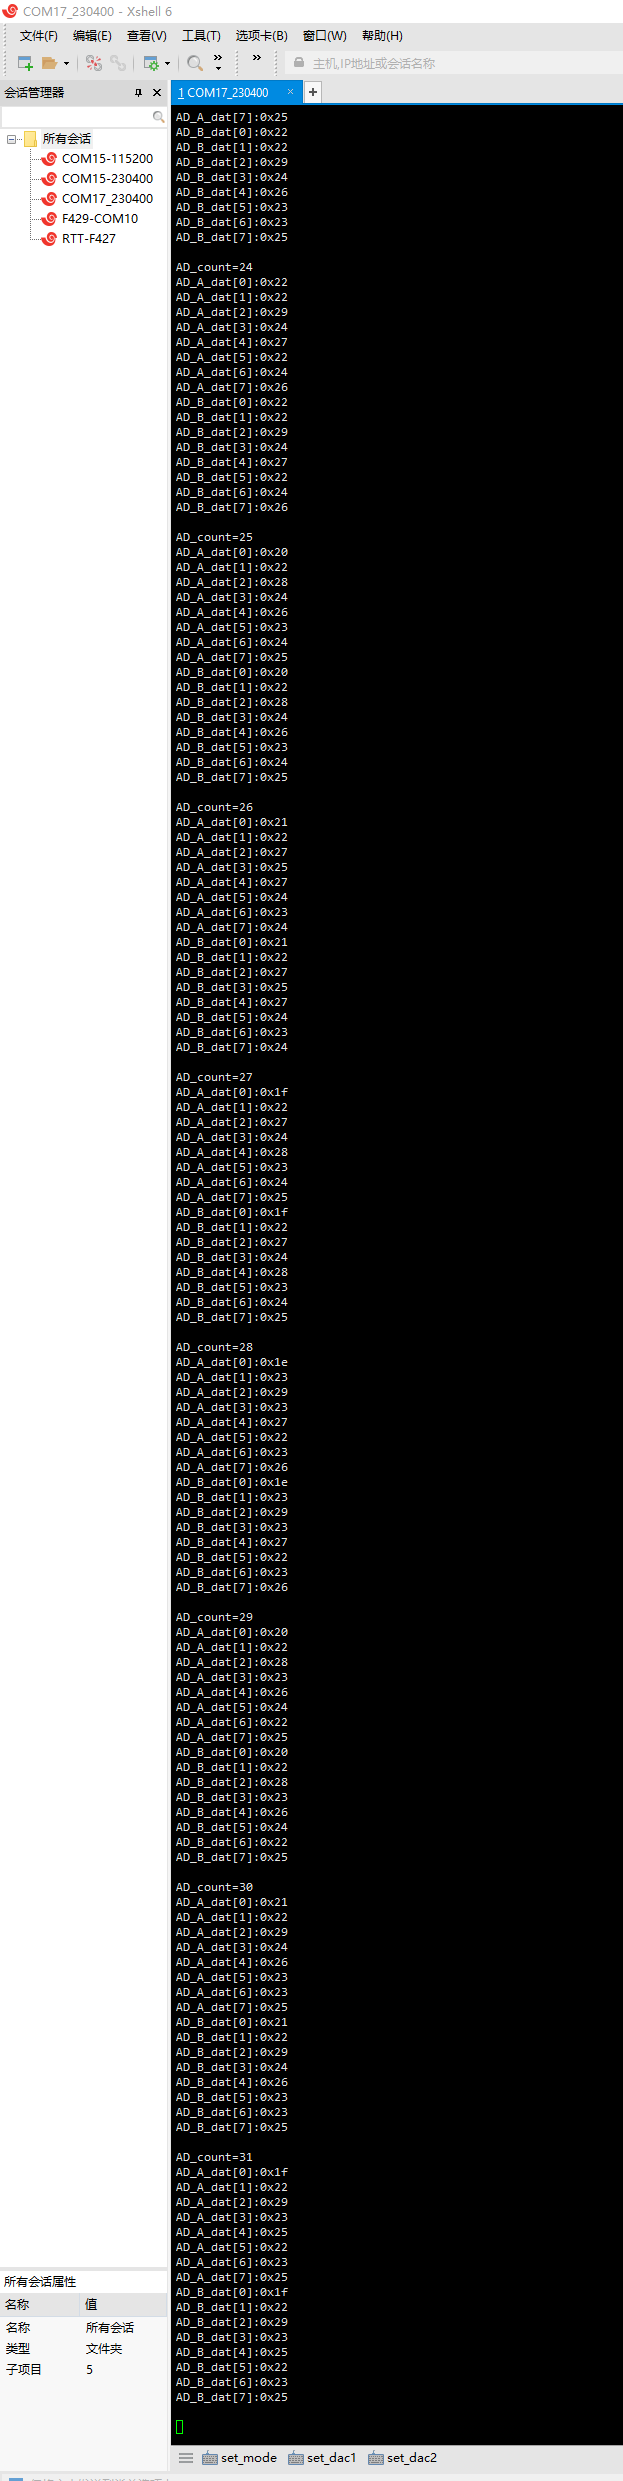 COM17_230400 - Xshell 6
文件(F) 编辑(E) 查看(V) 工具(T) 选项卡(B) 窗口(W) 帮助(H)
主机,IP地址或会话名称
会话管理器
1 COM17_230400
所有会话
COM15-115200
COM15-230400
COM17_230400
F429-COM10
RTT-F427
AD_A_dat[7]:0x25
AD_B_dat[0]:0x22
AD_B_dat[1]:0x22
AD_B_dat[2]:0x29
AD_B_dat[3]:0x24
AD_B_dat[4]:0x26
AD_B_dat[5]:0x23
AD_B_dat[6]:0x23
AD_B_dat[7]:0x25
AD_count=24
AD_A_dat[0]:0x22
AD_A_dat[1]:0x22
AD_A_dat[2]:0x29
AD_A_dat[3]:0x24
AD_A_dat[4]:0x27
AD_A_dat[5]:0x22
AD_A_dat[6]:0x24
AD_A_dat[7]:0x26
AD_B_dat[0]:0x22
AD_B_dat[1]:0x22
AD_B_dat[2]:0x29
AD_B_dat[3]:0x24
AD_B_dat[4]:0x27
AD_B_dat[5]:0x22
AD_B_dat[6]:0x24
AD_B_dat[7]:0x26
AD_count=25
AD_A_dat[0]:0x20
AD_A_dat[1]:0x22
AD_A_dat[2]:0x28
AD_A_dat[3]:0x24
AD_A_dat[4]:0x26
AD_A_dat[5]:0x23
AD_A_dat[6]:0x24
AD_A_dat[7]:0x25
AD_B_dat[0]:0x20
AD_B_dat[1]:0x22
AD_B_dat[2]:0x28
AD_B_dat[3]:0x24
AD_B_dat[4]:0x26
AD_B_dat[5]:0x23
AD_B_dat[6]:0x24
AD_B_dat[7]:0x25
AD_count=26
AD_A_dat[0]:0x21
AD_A_dat[1]:0x22
AD_A_dat[2]:0x27
AD_A_dat[3]:0x25
AD_A_dat[4]:0x27
AD_A_dat[5]:0x24
AD_A_dat[6]:0x23
AD_A_dat[7]:0x24
AD_B_dat[0]:0x21
AD_B_dat[1]:0x22
AD_B_dat[2]:0x27
AD_B_dat[3]:0x25
AD_B_dat[4]:0x27
AD_B_dat[5]:0x24
AD_B_dat[6]:0x23
AD_B_dat[7]:0x24
AD_count=27
AD_A_dat[0]:0x1f
AD_A_dat[1]:0x22
AD_A_dat[2]:0x27
AD_A_dat[3]:0x24
AD_A_dat[4]:0x28
AD_A_dat[5]:0x23
AD_A_dat[6]:0x24
AD_A_dat[7]:0x25
AD_B_dat[0]:0x1f
AD_B_dat[1]:0x22
AD_B_dat[2]:0x27
AD_B_dat[3]:0x24
AD_B_dat[4]:0x28
AD_B_dat[5]:0x23
AD_B_dat[6]:0x24
AD_B_dat[7]:0x25
AD_count=28
AD_A_dat[0]:0x1e
AD_A_dat[1]:0x23
AD_A_dat[2]:0x29
AD_A_dat[3]:0x23
AD_A_dat[4]:0x27
AD_A_dat[5]:0x22
AD_A_dat[6]:0x23
AD_A_dat[7]:0x26
AD_B_dat[0]:0x1e
AD_B_dat[1]:0x23
AD_B_dat[2]:0x29
AD_B_dat[3]:0x23
AD_B_dat[4]:0x27
AD_B_dat[5]:0x22
AD_B_dat[6]:0x23
AD_B_dat[7]:0x26
AD_count=29
AD_A_dat[0]:0x20
AD_A_dat[1]:0x22
AD_A_dat[2]:0x28
AD_A_dat[3]:0x23
AD_A_dat[4]:0x26
AD_A_dat[5]:0x24
AD_A_dat[6]:0x22
AD_A_dat[7]:0x25
AD_B_dat[0]:0x20
AD_B_dat[1]:0x22
AD_B_dat[2]:0x28
AD_B_dat[3]:0x23
AD_B_dat[4]:0x26
AD_B_dat[5]:0x24
AD_B_dat[6]:0x22
AD_B_dat[7]:0x25
AD_count=30
AD_A_dat[0]:0x21
AD_A_dat[1]:0x22
AD_A_dat[2]:0x29
AD_A_dat[3]:0x24
AD_A_dat[4]:0x26
AD_A_dat[5]:0x23
AD_A_dat[6]:0x23
AD_A_dat[7]:0x25
AD_B_dat[0]:0x21
AD_B_dat[1]:0x22
AD_B_dat[2]:0x29
AD_B_dat[3]:0x24
AD_B_dat[4]:0x26
AD_B_dat[5]:0x23
AD_B_dat[6]:0x23
AD_B_dat[7]:0x25
AD_count=31
AD_A_dat[0]:0x1f
AD_A_dat[1]:0x22
AD_A_dat[2]:0x29
AD_A_dat[3]:0x23
AD_A_dat[4]:0x25
AD_A_dat[5]:0x22
AD_A_dat[6]:0x23
AD_A_dat[7]:0x25
AD_B_dat[0]:0x1f
AD_B_dat[1]:0x22
AD_B_dat[2]:0x29
AD_B_dat[3]:0x23
AD_B_dat[4]:0x25
AD_B_dat[5]:0x22
AD_B_dat[6]:0x23
AD_B_dat[7]:0x25
所有会话属性
名称 值
名称 所有会话
类型 文件夹
子项目 5
set_mode set_dac1 set_dac2